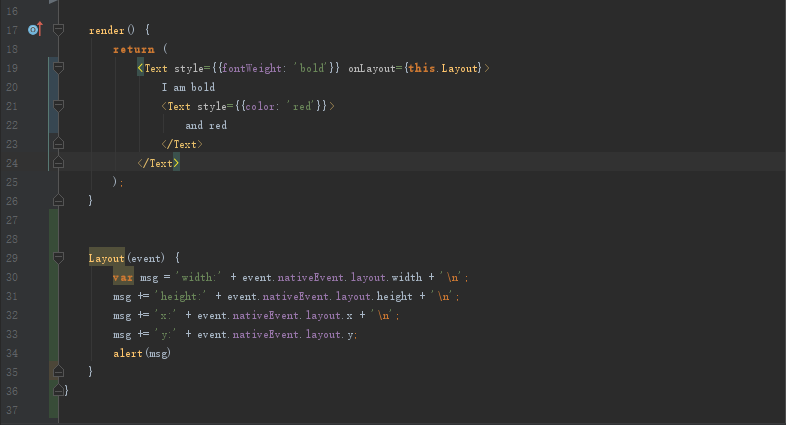 16
17 render() {
18 return (
19 <Text style={{fontWeight: 'bold'}} onLayout={this.Layout}>
20 I am bold
21 <Text style={{color: 'red'}}>
22 and red
23 </Text>
24 </Text>
25 );
26 }
27
28
29 Layout(event) {
30 var msg = 'width:' + event.nativeEvent.layout.width + '\n';
31 msg += 'height:' + event.nativeEvent.layout.height + '\n';
32 msg += 'x:' + event.nativeEvent.layout.x + '\n';
33 msg += 'y:' + event.nativeEvent.layout.y;
34 alert(msg)
35 }
36 }
37